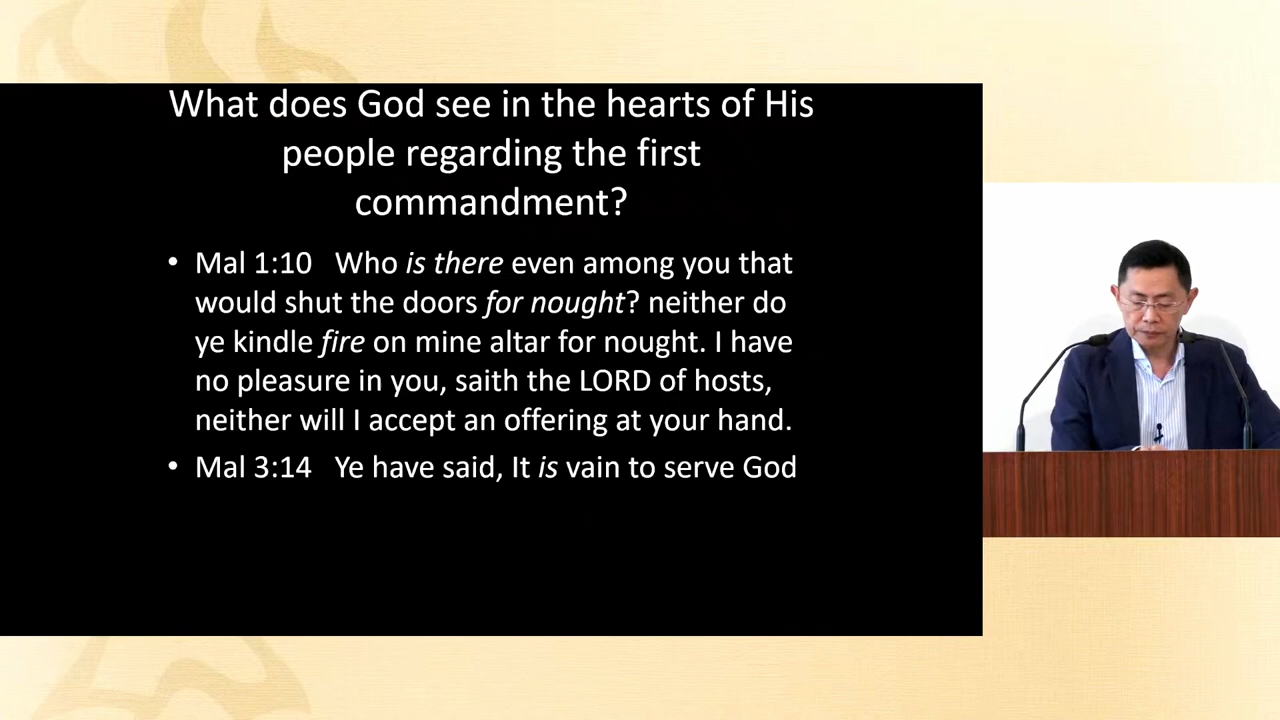 What does God see in the hearts of His
people regarding the first
commandment?
• Mal 1:10 Who is there even among you that
would shut the doors for nought? neither do
ye kindle fire on mine altar for nought. I have
no pleasure in you, saith the LORD of hosts,
neither will I accept an offering at your hand.
• Mal 3:14 Ye have said, It is vain to serve God